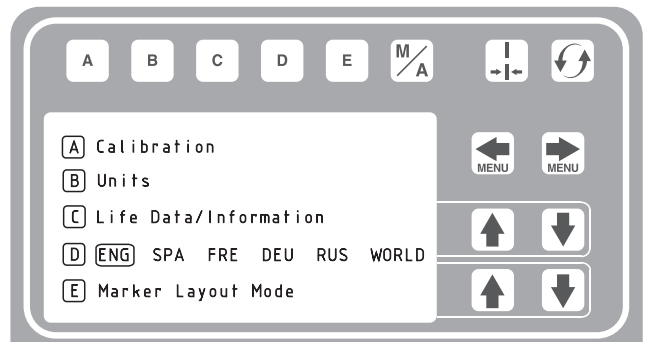 A B C D E M/A
MENU MENU
A Calibration
B Units
C Life Data/Information
D ENG SPA FRE DEU RUS WORLD
E Marker Layout Mode